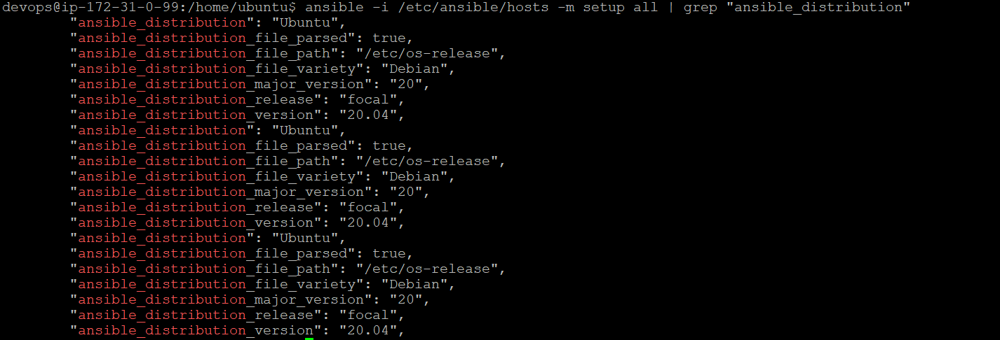 devops@ip-172-31-0-99:/home/ubuntu$ ansible -i /etc/ansible/hosts -m setup all | grep "ansible_distribution"
"ansible_distribution": "Ubuntu",
"ansible_distribution_file_parsed": true,
"ansible_distribution_file_path": "/etc/os-release",
"ansible_distribution_file_variety": "Debian",
"ansible_distribution_major_version": "20",
"ansible_distribution_release": "focal",
"ansible_distribution_version": "20.04",
"ansible_distribution": "Ubuntu",
"ansible_distribution_file_parsed": true,
"ansible_distribution_file_path": "/etc/os-release",
"ansible_distribution_file_variety": "Debian",
"ansible_distribution_major_version": "20",
"ansible_distribution_release": "focal",
"ansible_distribution_version": "20.04",
"ansible_distribution": "Ubuntu",
"ansible_distribution_file_parsed": true,
"ansible_distribution_file_path": "/etc/os-release",
"ansible_distribution_file_variety": "Debian",
"ansible_distribution_major_version": "20",
"ansible_distribution_release": "focal",
"ansible_distribution_version": "20.04",